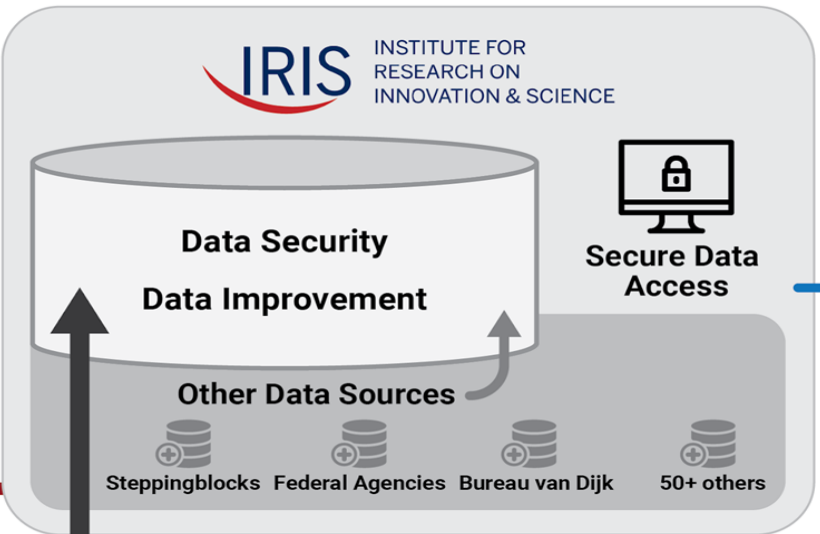 IRIS
INSTITUTE FOR
RESEARCH ON
INNOVATION & SCIENCE
Data Security
Data Improvement
Secure Data
Access
Other Data Sources
Steppingblocks
Federal Agencies
Bureau van Dijk
50+ others